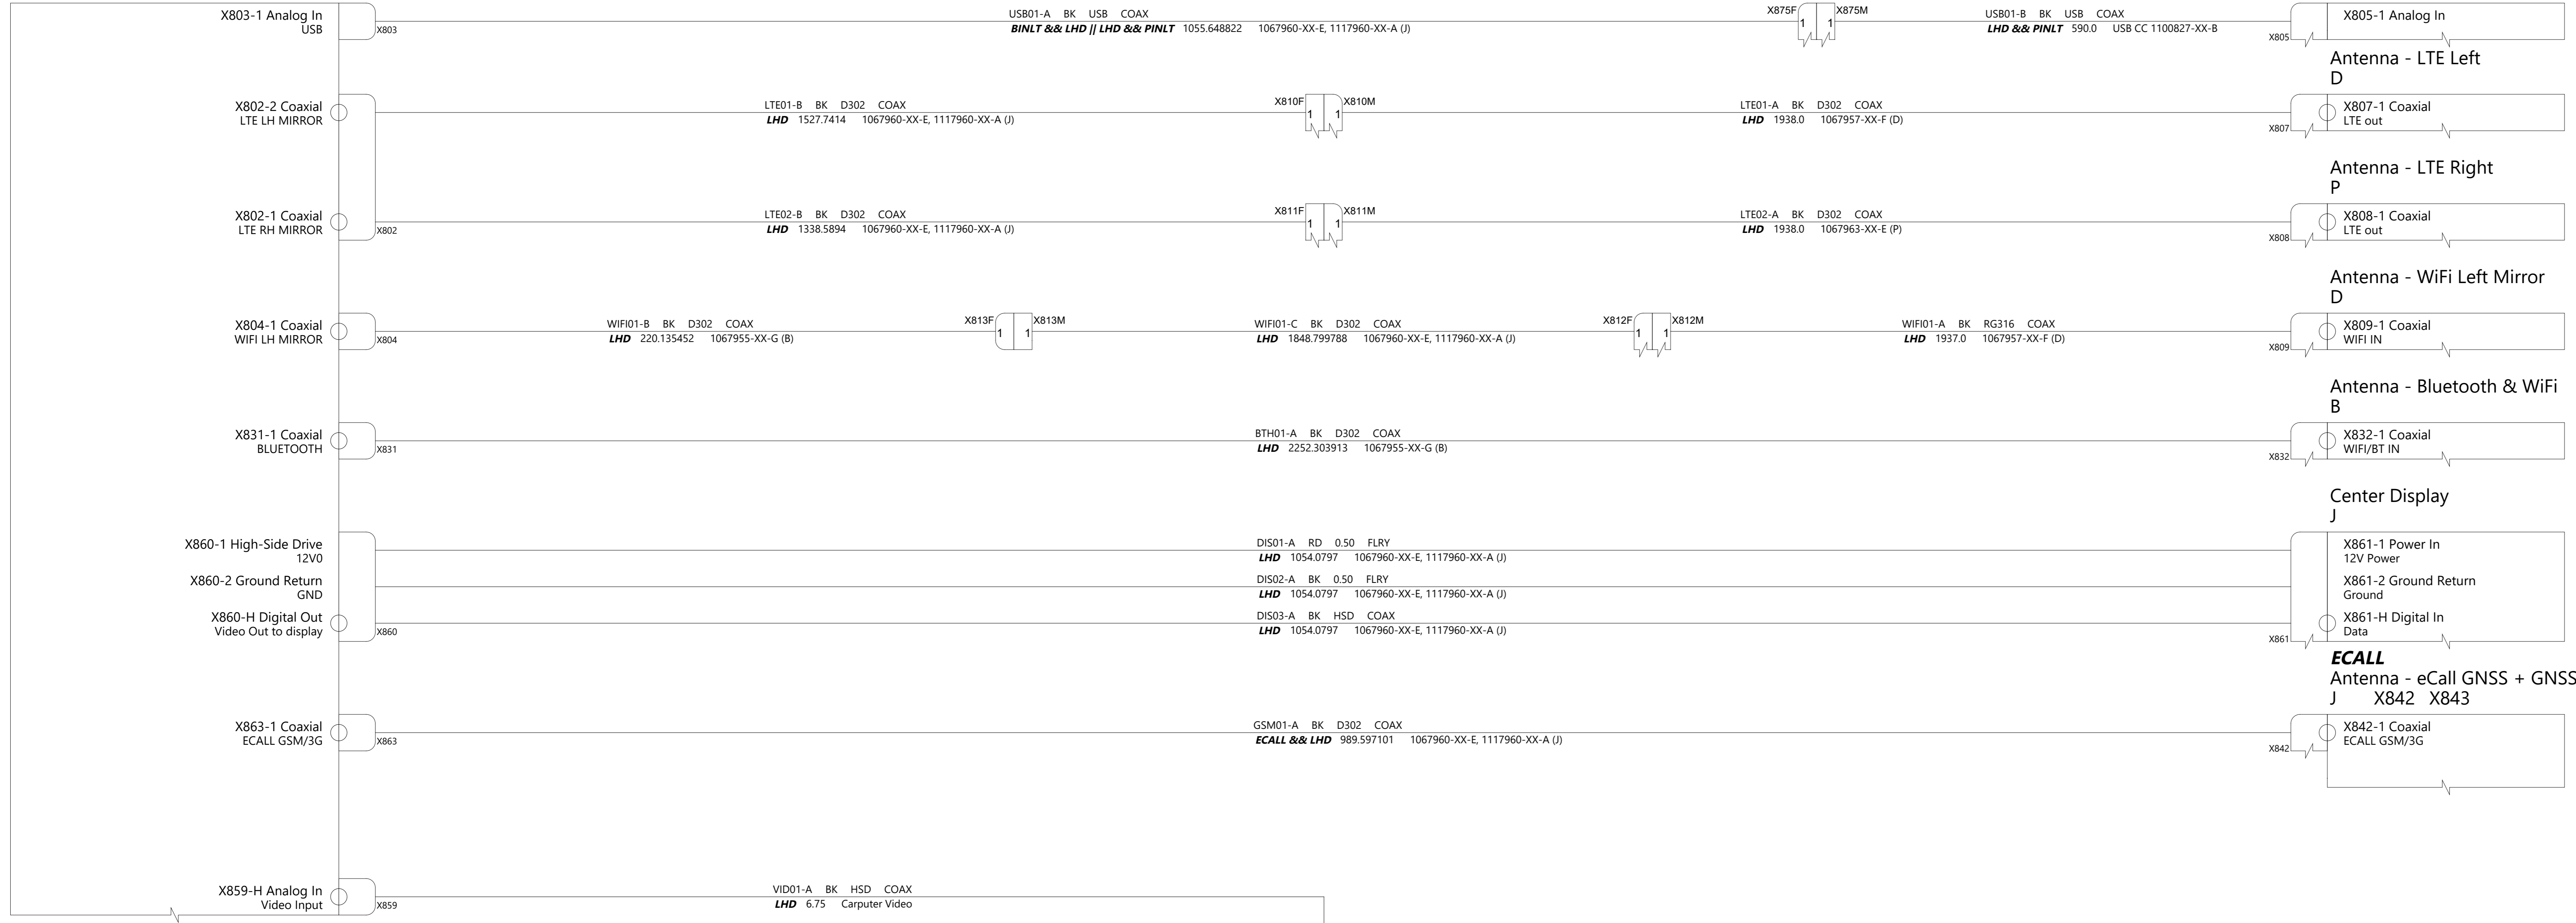 X803-1 Analog In
USB
X803
USB01-A BK USB COAX
BINLT && LHD || LHD && PINLT 1055.648822 1067960-XX-E, 1117960-XX-A (J)
X875F
1
1
X875M
USB01-B BK USB COAX
LHD && PINLT 590.0 USB CC 1100827-XX-B
X805
X805-1 Analog In
Antenna - LTE Left
D
X802-2 Coaxial
LTE LH MIRROR
LTE01-B BK D302 COAX
LHD 1527.7414 1067960-XX-E, 1117960-XX-A (J)
X810F
1
1
X810M
LTE01-A BK D302 COAX
LHD 1938.0 1067957-XX-F (D)
X807
X807-1 Coaxial
LTE out
Antenna - LTE Right
P
X802-1 Coaxial
LTE RH MIRROR
X802
LTE02-B BK D302 COAX
LHD 1338.5894 1067960-XX-E, 1117960-XX-A (J)
X811F
1
1
X811M
LTE02-A BK D302 COAX
LHD 1938.0 1067963-XX-E (P)
X808
X808-1 Coaxial
LTE out
Antenna - WiFi Left Mirror
D
X804-1 Coaxial
WIFI LH MIRROR
X804
WIFI01-B BK D302 COAX
LHD 220.135452 1067955-XX-G (B)
X813F
1
1
X813M
WIFI01-C BK D302 COAX
LHD 1848.799788 1067960-XX-E, 1117960-XX-A (J)
X812F
1
1
X812M
WIFI01-A BK RG316 COAX
LHD 1937.0 1067957-XX-F (D)
X809
X809-1 Coaxial
WIFI IN
Antenna - Bluetooth & WiFi
B
X831-1 Coaxial
BLUETOOTH
X831
BTH01-A BK D302 COAX
LHD 2252.303913 1067955-XX-G (B)
X832
X832-1 Coaxial
WIFI/BT IN
Center Display
J
X860-1 High-Side Drive
12V0
DIS01-A RD 0.50 FLRY
LHD 1054.0797 1067960-XX-E, 1117960-XX-A (J)
X861-1 Power In
12V Power
X860-2 Ground Return
GND
DIS02-A BK 0.50 FLRY
LHD 1054.0797 1067960-XX-E, 1117960-XX-A (J)
X861-2 Ground Return
Ground
X860-H Digital Out
Video Out to display
X860
DIS03-A BK HSD COAX
LHD 1054.0797 1067960-XX-E, 1117960-XX-A (J)
X861
X861-H Digital In
Data
ECALL
Antenna - eCall GNSS + GNSS
J X842 X843
X863-1 Coaxial
ECALL GSM/3G
X863
GSM01-A BK D302 COAX
ECALL && LHD 989.597101 1067960-XX-E, 1117960-XX-A (J)
X842
X842-1 Coaxial
ECALL GSM/3G
X859-H Analog In
Video Input
X859
VID01-A BK HSD COAX
LHD 6.75 Carputer Video